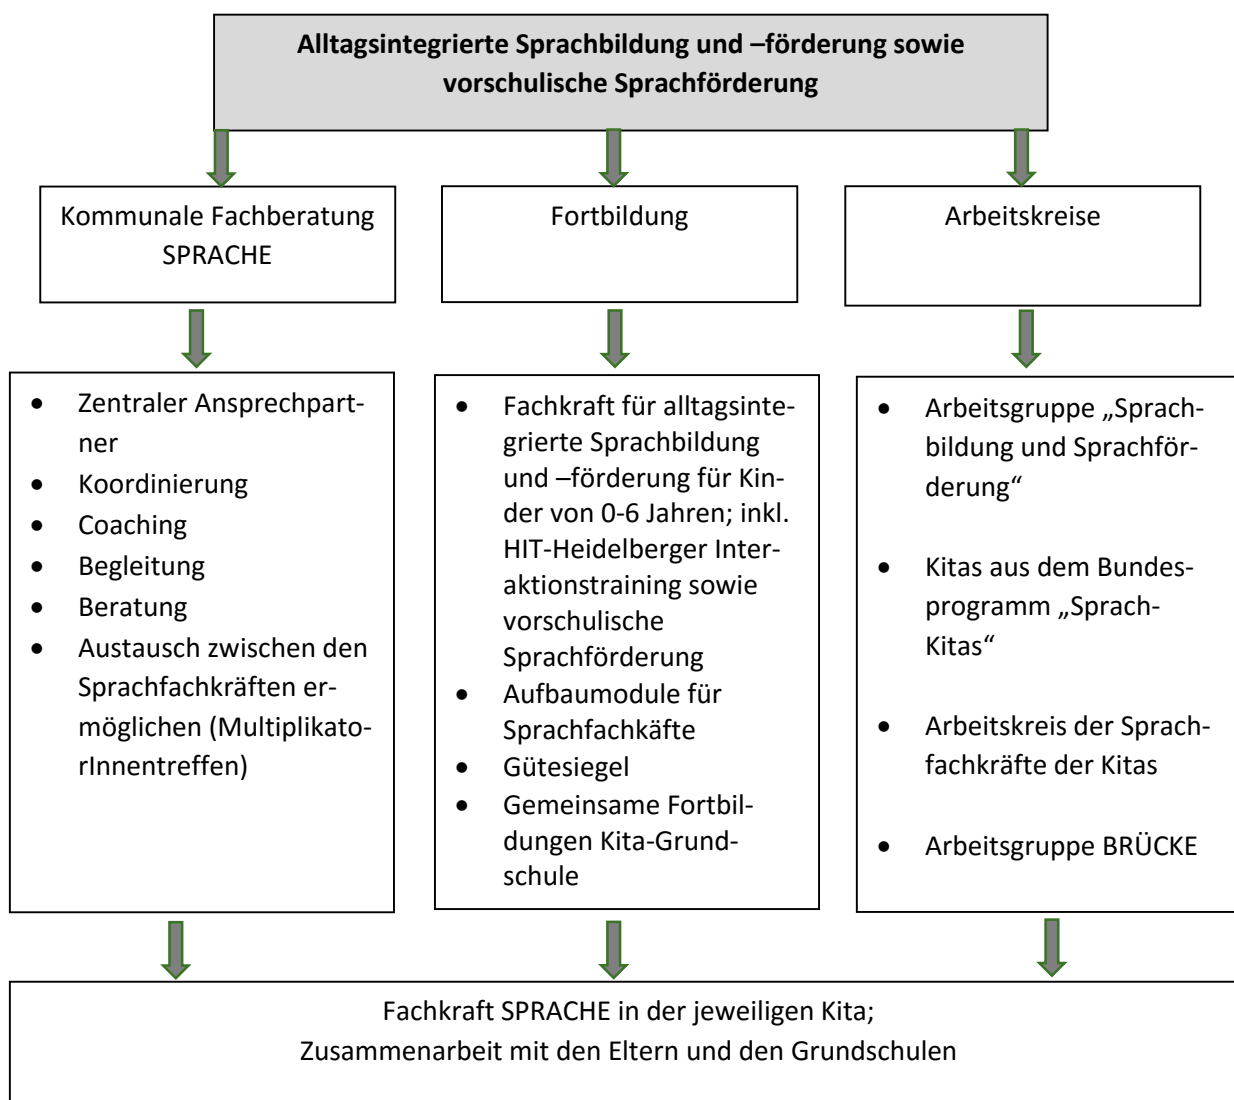 Alltagsintegrierte Sprachbildung und –förderung sowie
vorschulische Sprachförderung
Kommunale Fachberatung
SPRACHE
Fortbildung
Arbeitskreise
• Zentraler Ansprechpart-
ner
• Koordinierung
• Coaching
• Begleitung
• Beratung
• Austausch zwischen den
Sprachfachkräften er-
möglichen (Multiplikato-
rInnentreffen)
• Fachkraft für alltagsinte-
grierte Sprachbildung
und –förderung für Kin-
der von 0-6 Jahren; inkl.
HIT-Heidelberger Inter-
aktionstraining sowie
vorschulische
Sprachförderung
• Aufbaumodule für
Sprachfachkäfte
• Gütesiegel
• Gemeinsame Fortbil-
dungen Kita-Grund-
schule
• Arbeitsgruppe „Sprach-
bildung und Sprachför-
derung“
• Kitas aus dem Bundes-
programm „Sprach-
Kitas“
• Arbeitskreis der Sprach-
fachkräfte der Kitas
• Arbeitsgruppe BRÜCKE
Fachkraft SPRACHE in der jeweiligen Kita;
Zusammenarbeit mit den Eltern und den Grundschulen